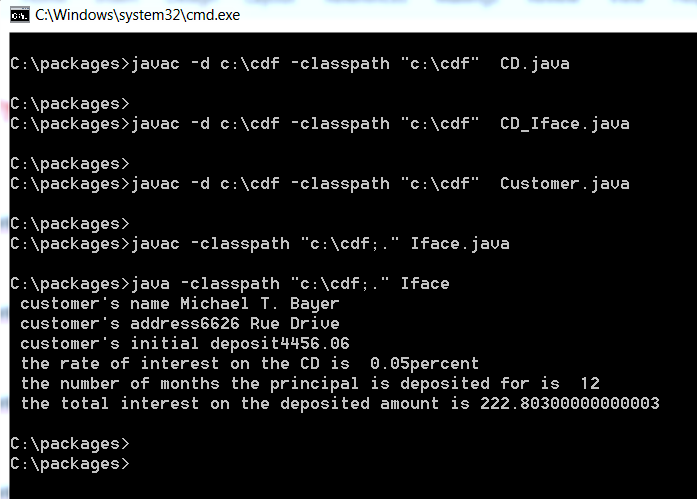 C:\Windows\system32\cmd.exe
C:\packages>javac -d c:\cdf -classpath "c:\cdf"  CD.java
C:\packages>
C:\packages>javac -d c:\cdf -classpath "c:\cdf"  CD_Iface.java
C:\packages>
C:\packages>javac -d c:\cdf -classpath "c:\cdf"  Customer.java
C:\packages>
C:\packages>javac -classpath "c:\cdf;." Iface.java
C:\packages>java -classpath "c:\cdf;." Iface
customer's name Michael T. Bayer
customer's address6626 Rue Drive
customer's initial deposit4456.06
the rate of interest on the CD is  0.05percent
the number of months the principal is deposited for is  12
the total interest on the deposited amount is 222.80300000000003
C:\packages>
C:\packages>